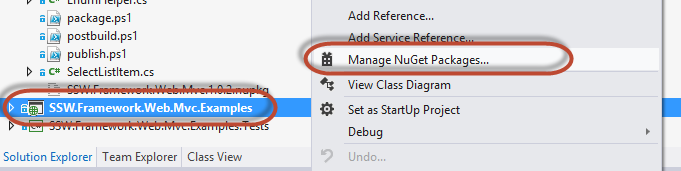 EnumHelper.cs
package.ps1
postbuild.ps1
publish.ps1
SelectListItem.cs
SSW.Framework.Web.Mvc.1.0.2.nupkg
SSW.Framework.Web.Mvc.Examples
SSW.Framework.Web.Mvc.Examples.Tests
Solution Explorer Team Explorer Class View
Add Reference...
Add Service Reference...
Manage NuGet Packages...
View Class Diagram
Set as StartUp Project
Debug
Undo...